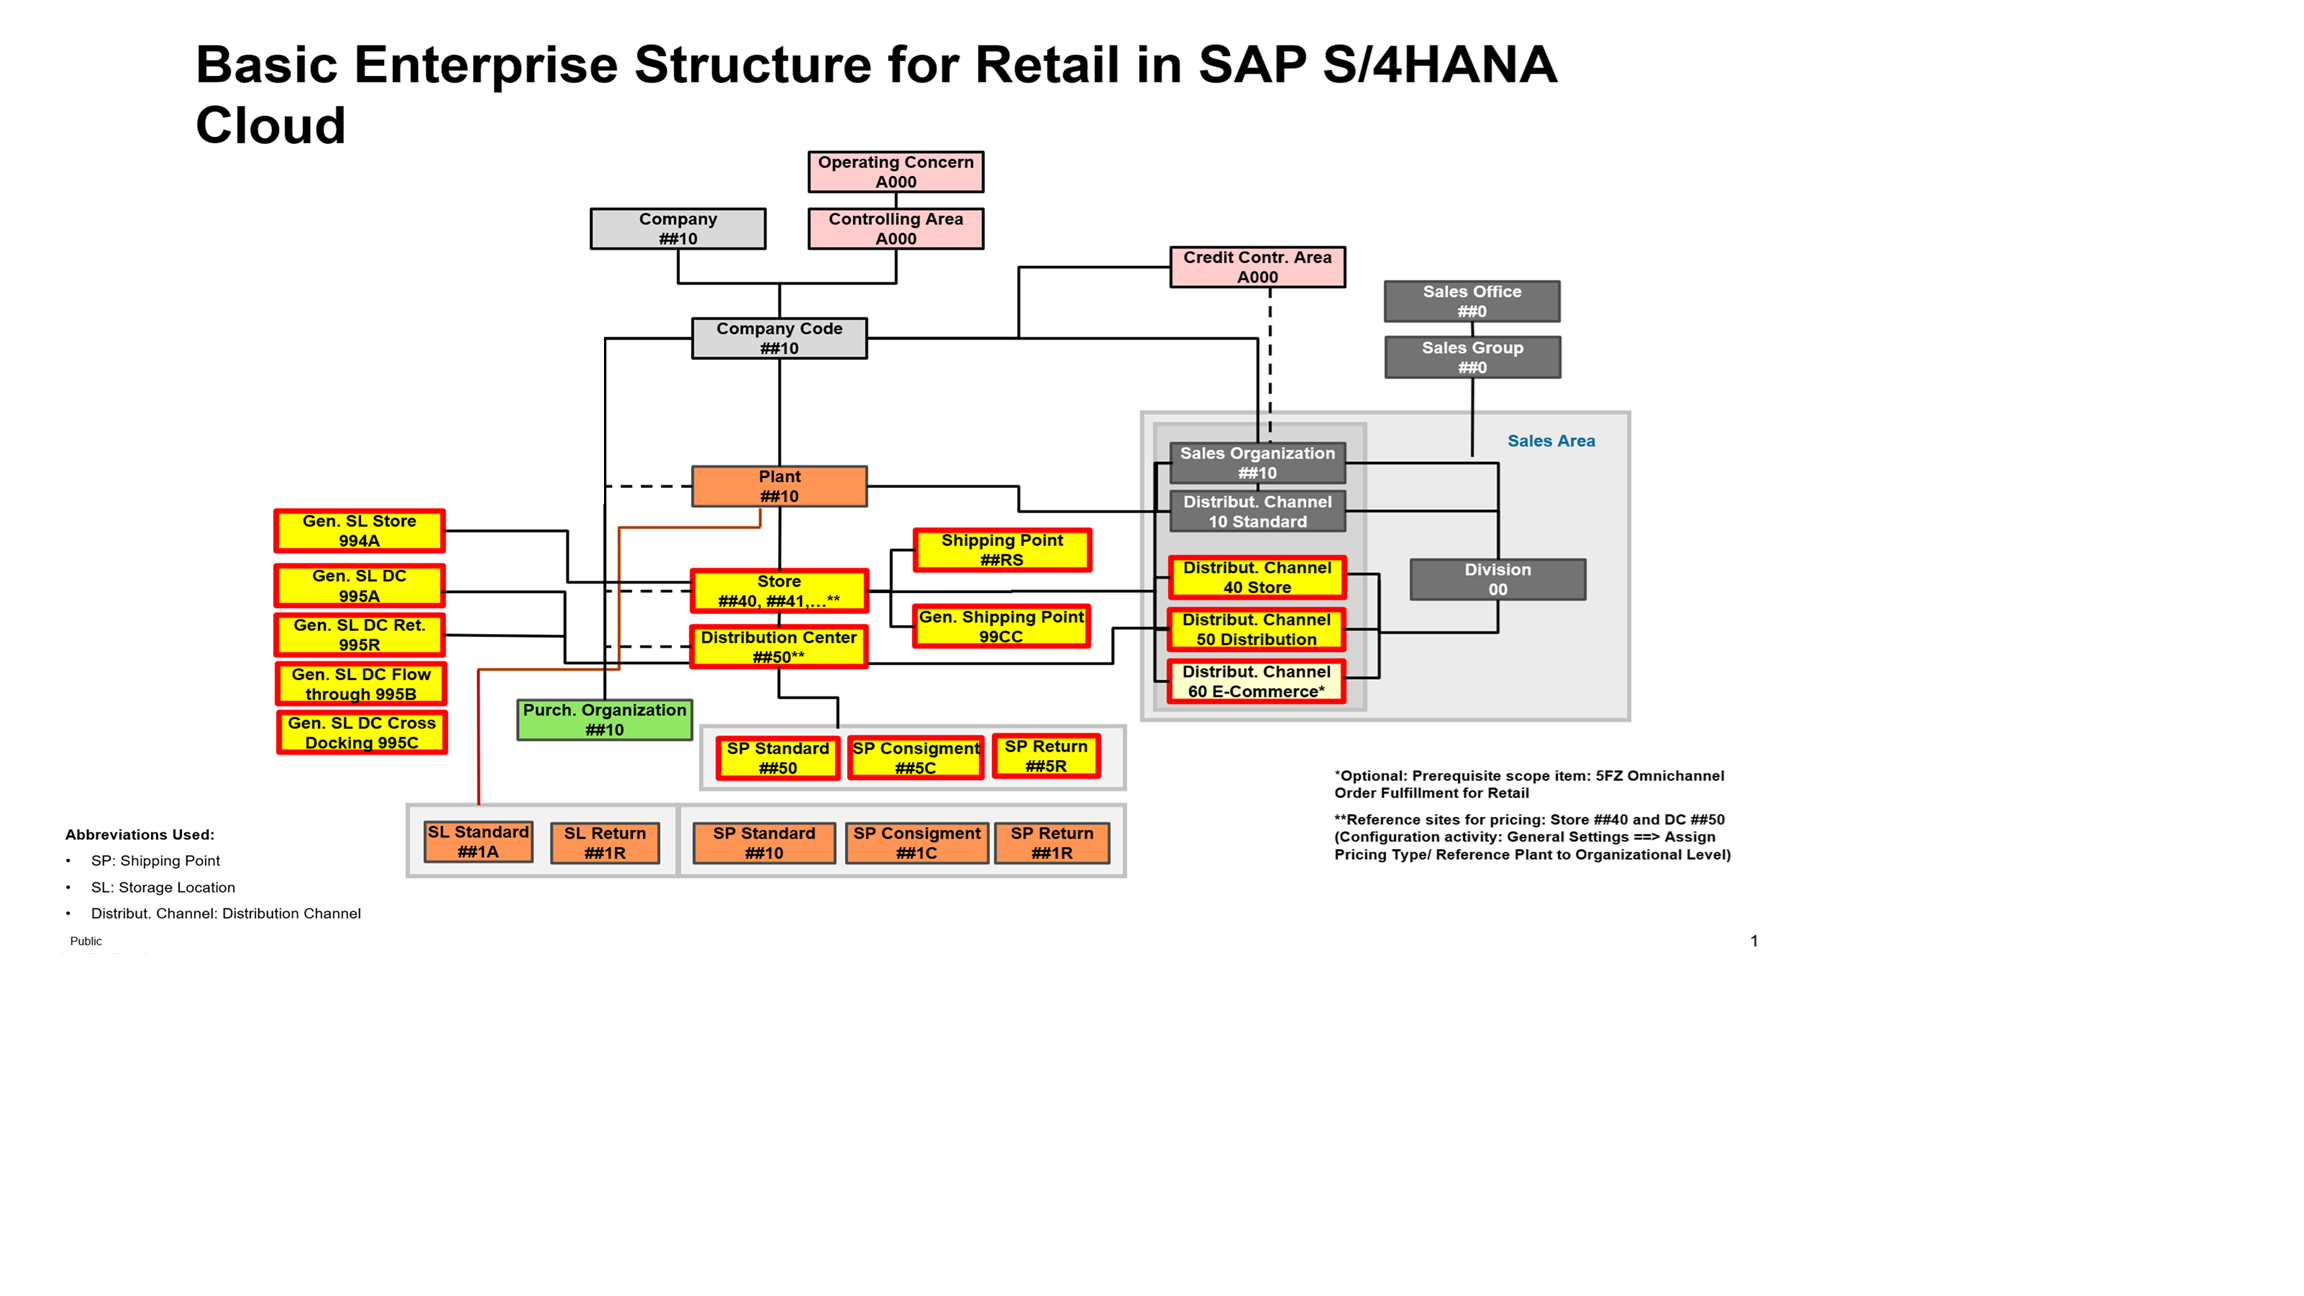 Basic Enterprise Structure for Retail in SAP S/4HANA
Cloud
Operating Concern
A000
Company
##10
Controlling Area
A000
Credit Contr. Area
A000
Sales Office
##0
Company Code
##10
Sales Group
##0
Sales Area
Sales Organization
##10
Plant
##10
Distribut. Channel
10 Standard
Gen. SL Store
994A
Shipping Point
##RS
Gen. SL DC
995A
Store
##40, ##41,…**
Distribut. Channel
40 Store
Division
00
Gen. SL DC Ret.
995R
Distribution Center
##50**
Gen. Shipping Point
99CC
Distribut. Channel
50 Distribution
Gen. SL DC Flow
through 995B
Distribut. Channel
60 E-Commerce*
Gen. SL DC Cross
Docking 995C
Purch. Organization
##10
SP Standard
##50
SP Consigment
##5C
SP Return
##5R
SL Standard
##1A
SL Return
##1R
SP Standard
##10
SP Consigment
##1C
SP Return
##1R
*Optional: Prerequisite scope item: 5FZ Omnichannel
Order Fulfillment for Retail
**Reference sites for pricing: Store ##40 and DC ##50
(Configuration activity: General Settings ==> Assign
Pricing Type/ Reference Plant to Organizational Level)
Abbreviations Used:
• SP: Shipping Point
• SL: Storage Location
• Distribut. Channel: Distribution Channel
Public
1